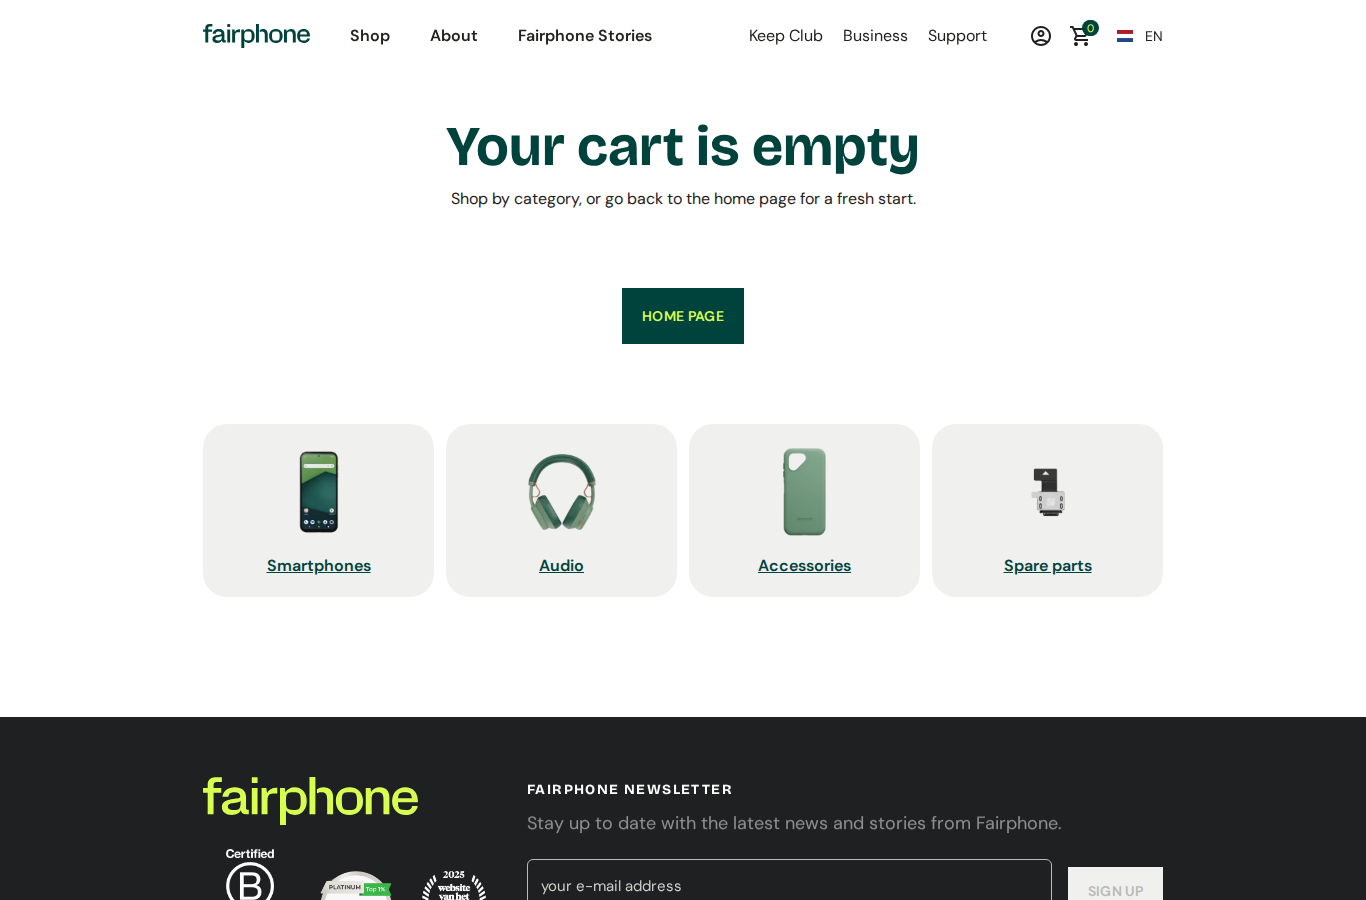 fairphone
Shop
About
Fairphone Stories
Keep Club
Business
Support
0
EN
Your cart is empty
Shop by category, or go back to the home page for a fresh start.
HOME PAGE
Smartphones
Audio
Accessories
Spare parts
fairphone
FAIRPHONE NEWSLETTER
Stay up to date with the latest news and stories from Fairphone.
your e-mail address
SIGN UP
Certified
B
PLATINUM
Top 1%
2025
website
van het